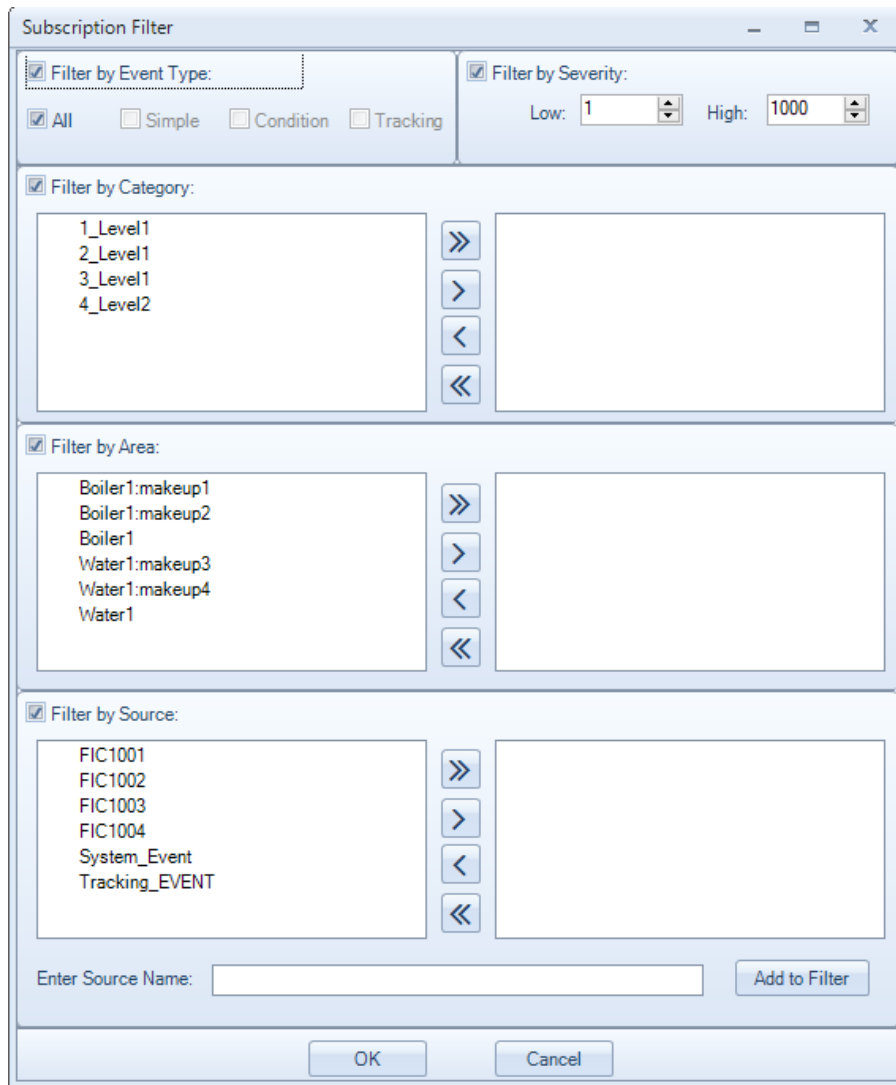 Subscription Filter
Filter by Event Type:
All Simple Condition Tracking
Filter by Severity:
Low: 1 High: 1000
Filter by Category:
1_Level1
2_Level1
3_Level1
4_Level2
Filter by Area:
Boiler1:makeup1
Boiler1:makeup2
Boiler1
Water1:makeup3
Water1:makeup4
Water1
Filter by Source:
FIC1001
FIC1002
FIC1003
FIC1004
System_Event
Tracking_EVENT
Enter Source Name: Add to Filter
OK Cancel